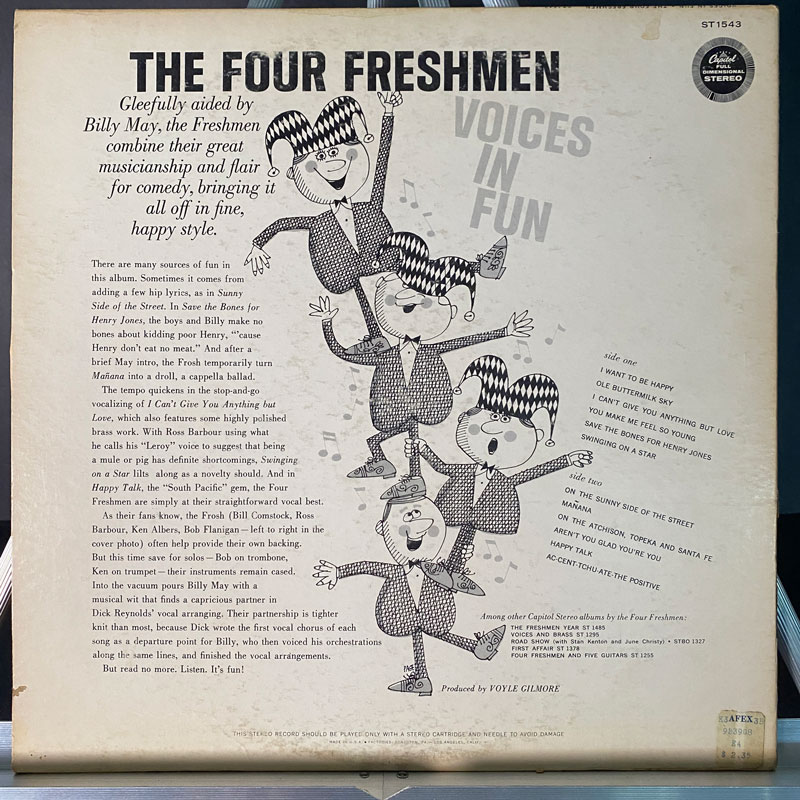 ST1543
Capitol
FULL
DIMENSIONAL
STEREO
THE FOUR FRESHMEN
VOICES
IN
FUN
Gleefully aided by
Billy May, the Freshmen
combine their great
musicianship and flair
for comedy, bringing it
all off in fine,
happy style.
There are many sources of fun in
this album. Sometimes it comes from
adding a few hip lyrics, as in Sunny
Side of the Street. In Save the Bones for
Henry Jones, the boys and Billy make no
bones about kidding poor Henry, "'cause
Henry don't eat no meat." And after a
brief May intro, the Frosh temporarily turn
Mañana into a droll, a cappella ballad.
The tempo quickens in the stop-and-go
vocalizing of I Can't Give You Anything but
Love, which also features some highly polished
brass work. With Ross Barbour using what
he calls his "Leroy" voice to suggest that being
a mule or pig has definite shortcomings, Swinging
on a Star lilts along as a novelty should. And in
Happy Talk, the "South Pacific" gem, the Four
Freshmen are simply at their straightforward vocal best.
As their fans know, the Frosh (Bill Comstock, Ross
Barbour, Ken Albers, Bob Flanigan—left to right in the
cover photo) often help provide their own backing.
But this time save for solos—Bob on trombone,
Ken on trumpet—their instruments remain cased.
Into the vacuum pours Billy May with a
musical wit that finds a capricious partner in
Dick Reynolds' vocal arranging. Their partnership is tighter
knit than most, because Dick wrote the first vocal chorus of each
song as a departure point for Billy, who then voiced his orchestrations
along the same lines, and finished the vocal arrangements.
But read no more. Listen. It's fun!
side one
I WANT TO BE HAPPY
OLE BUTTERMILK SKY
I CAN'T GIVE YOU ANYTHING BUT LOVE
YOU MAKE ME FEEL SO YOUNG
SAVE THE BONES FOR HENRY JONES
SWINGING ON A STAR
side two
ON THE SUNNY SIDE OF THE STREET
MAÑANA
ON THE ATCHISON, TOPEKA AND SANTA FE
AREN'T YOU GLAD YOU'RE YOU
HAPPY TALK
AC-CENT-TCHU-ATE-THE POSITIVE
Among other Capitol Stereo albums by the Four Freshmen:
THE FRESHMEN YEAR ST 1485
VOICES AND BRASS ST 1295
ROAD SHOW (with Stan Kenton and June Christy) • STBO 1327
FIRST AFFAIR ST 1378
FOUR FRESHMEN AND FIVE GUITARS ST 1255
Produced by VOYLE GILMORE
THIS STEREO RECORD SHOULD BE PLAYED ONLY WITH A STEREO CARTRIDGE AND NEEDLE TO AVOID DAMAGE
AFEX